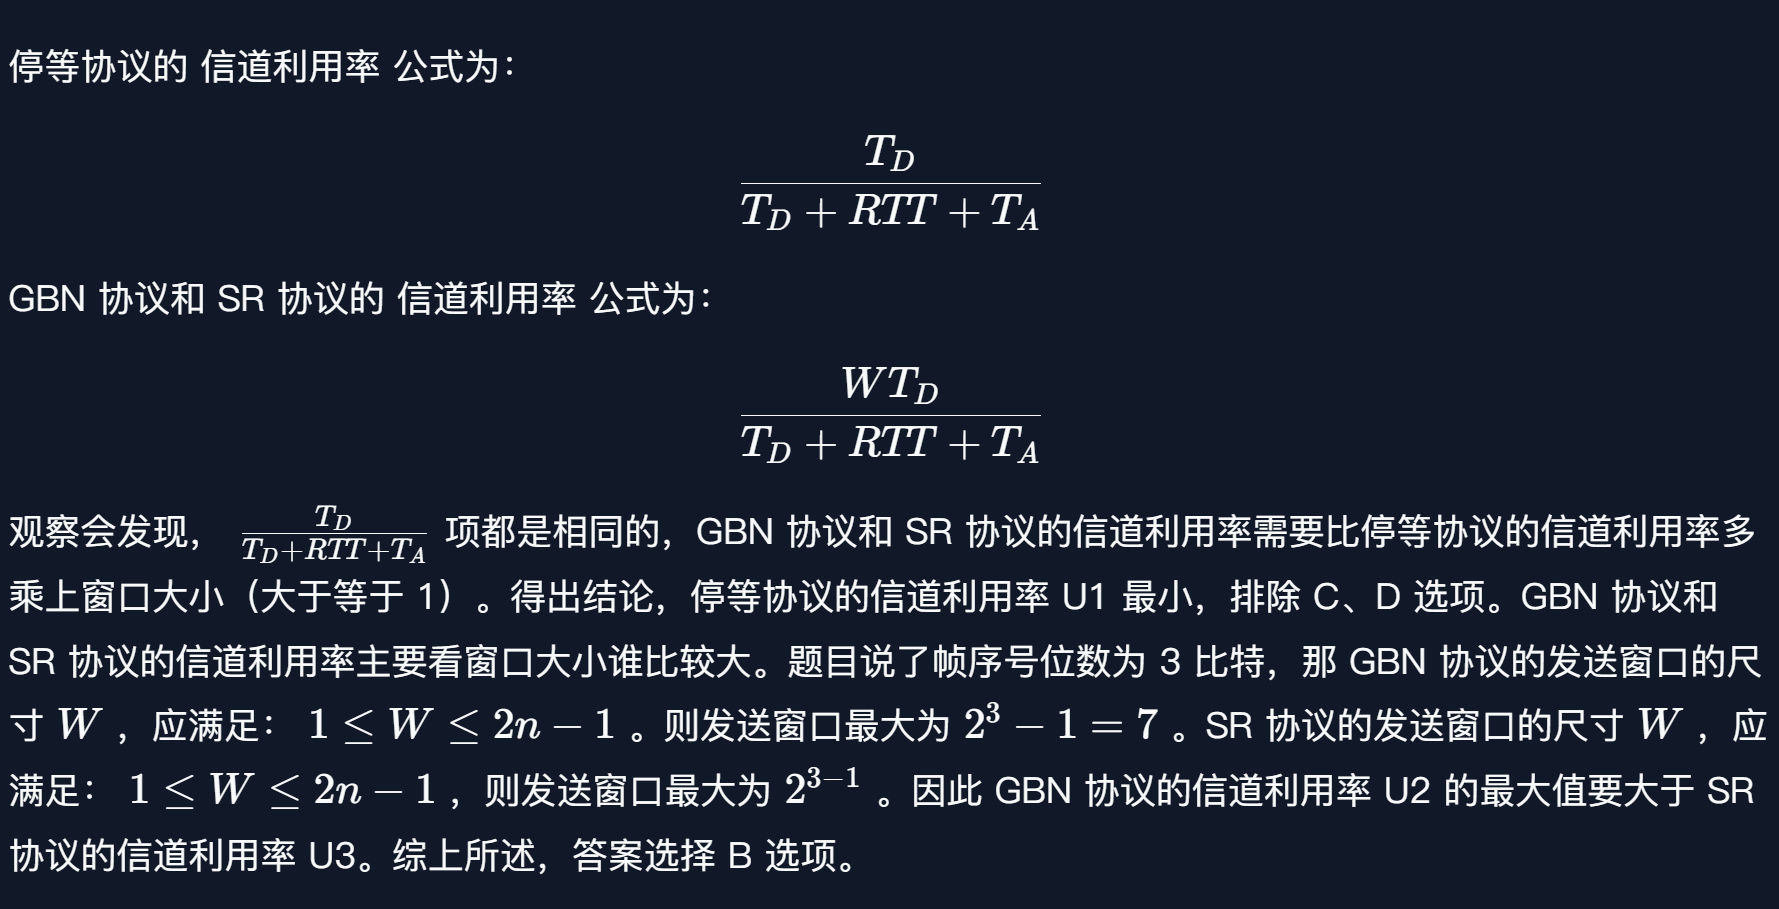 停等协议的 信道利用率 公式为：
$\frac{T_D}{T_D + RTT + T_A}$
GBN 协议和 SR 协议的 信道利用率 公式为：
$\frac{WT_D}{T_D + RTT + T_A}$
观察会发现， $\frac{T_D}{T_D+RTT+T_A}$ 项都是相同的，GBN 协议和 SR 协议的信道利用率需要比停等协议的信道利用率多
乘上窗口大小（大于等于 1）。得出结论，停等协议的信道利用率 U1 最小，排除 C、D 选项。GBN 协议和
SR 协议的信道利用率主要看窗口大小谁比较大。题目说了帧序号位数为 3 比特，那 GBN 协议的发送窗口的尺
寸 $W$ ，应满足： $1 \leq W \leq 2n - 1$ 。则发送窗口最大为 $2^3 - 1 = 7$ 。SR 协议的发送窗口的尺寸 $W$ ，应
满足： $1 \leq W \leq 2n - 1$ ，则发送窗口最大为 $2^{3-1}$ 。因此 GBN 协议的信道利用率 U2 的最大值要大于 SR
协议的信道利用率 U3。综上所述，答案选择 B 选项。